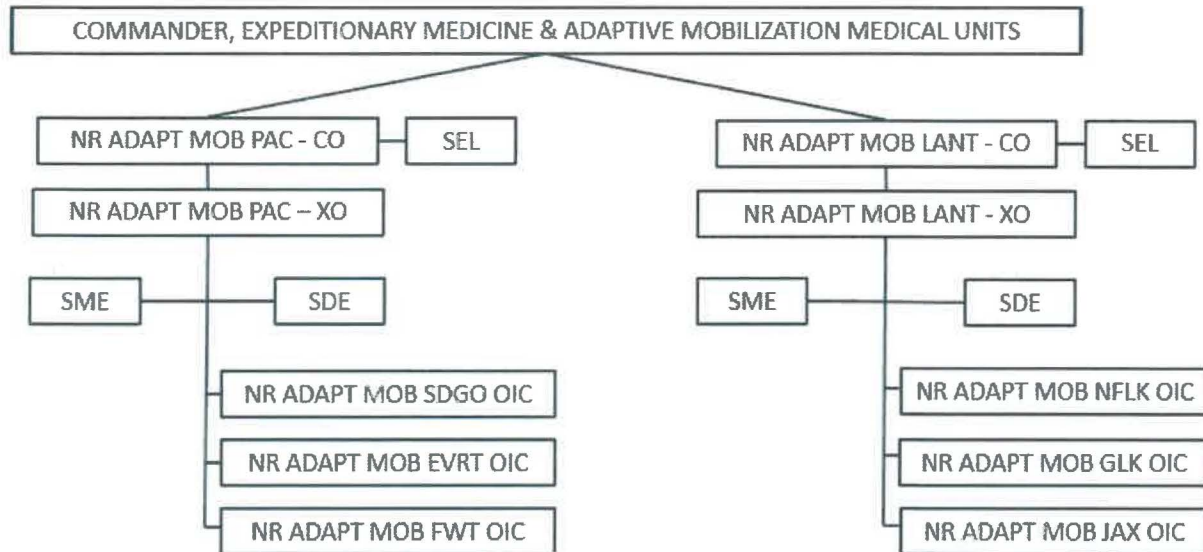 COMMANDER, EXPEDITIONARY MEDICINE & ADAPTIVE MOBILIZATION MEDICAL UNITS
NR ADAPT MOB PAC - CO
SEL
NR ADAPT MOB LANT - CO
SEL
NR ADAPT MOB PAC – XO
NR ADAPT MOB LANT - XO
SME
SDE
SME
SDE
NR ADAPT MOB SDGO OIC
NR ADAPT MOB NFLK OIC
NR ADAPT MOB EVRT OIC
NR ADAPT MOB GLK OIC
NR ADAPT MOB FWT OIC
NR ADAPT MOB JAX OIC